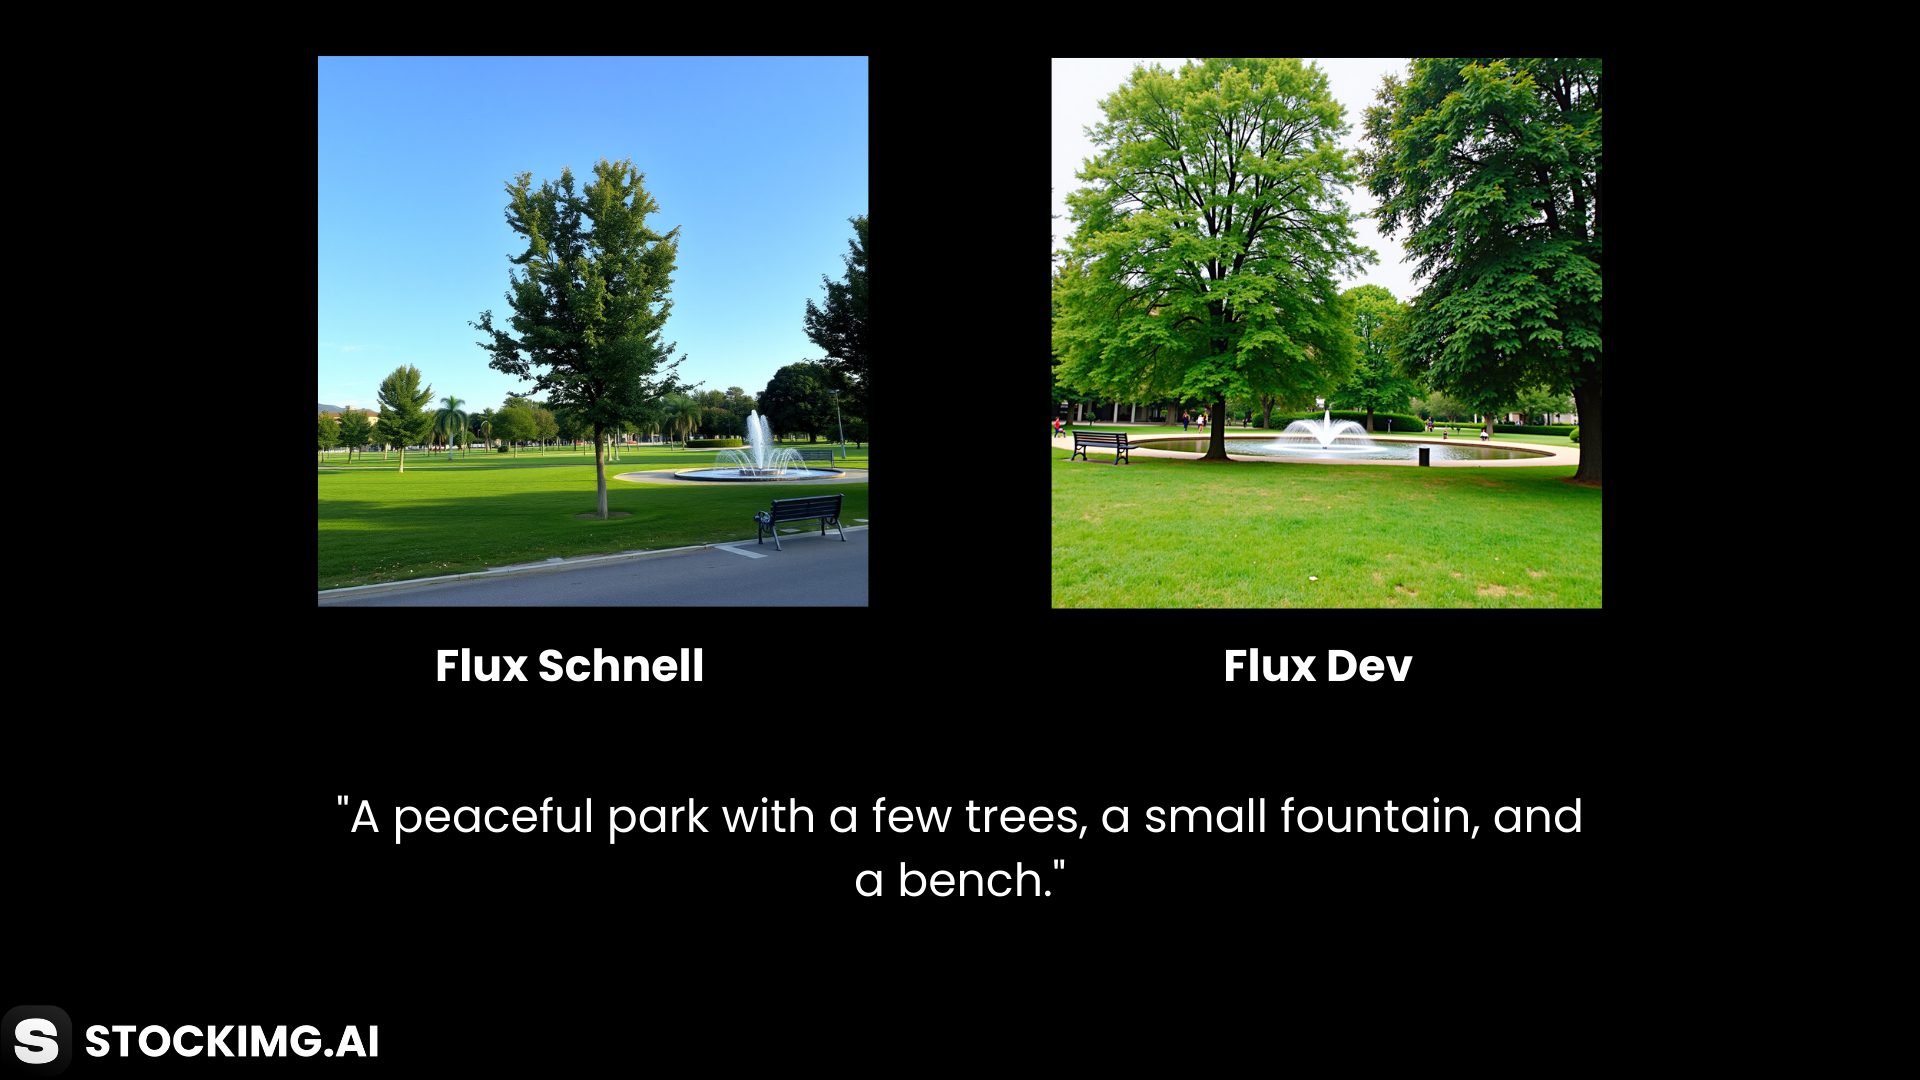 Flux Schnell
Flux Dev
"A peaceful park with a few trees, a small fountain, and
a bench."
S STOCKIMG.AI